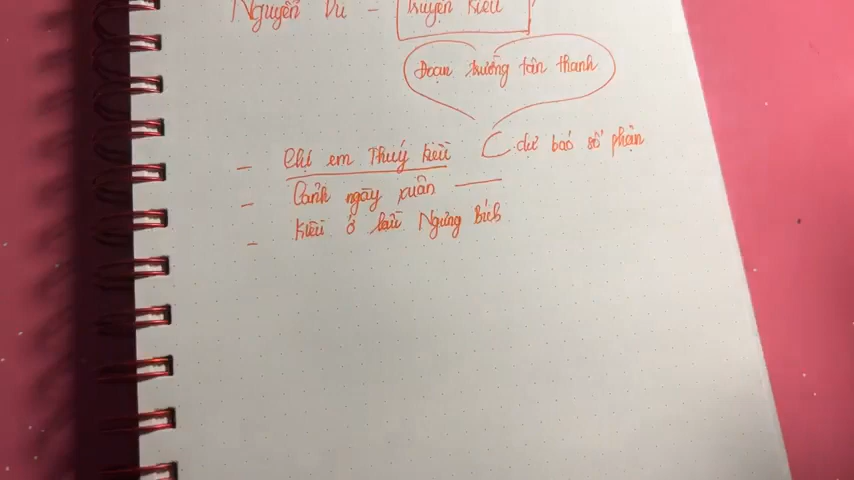 Nguyễn Du - Truyện Kiều
Đoạn trường tân thanh
- Chị em Thuý Kiều ( dự báo số phận
- Cảnh ngày xuân —
- Kiều ở lầu Ngưng Bích